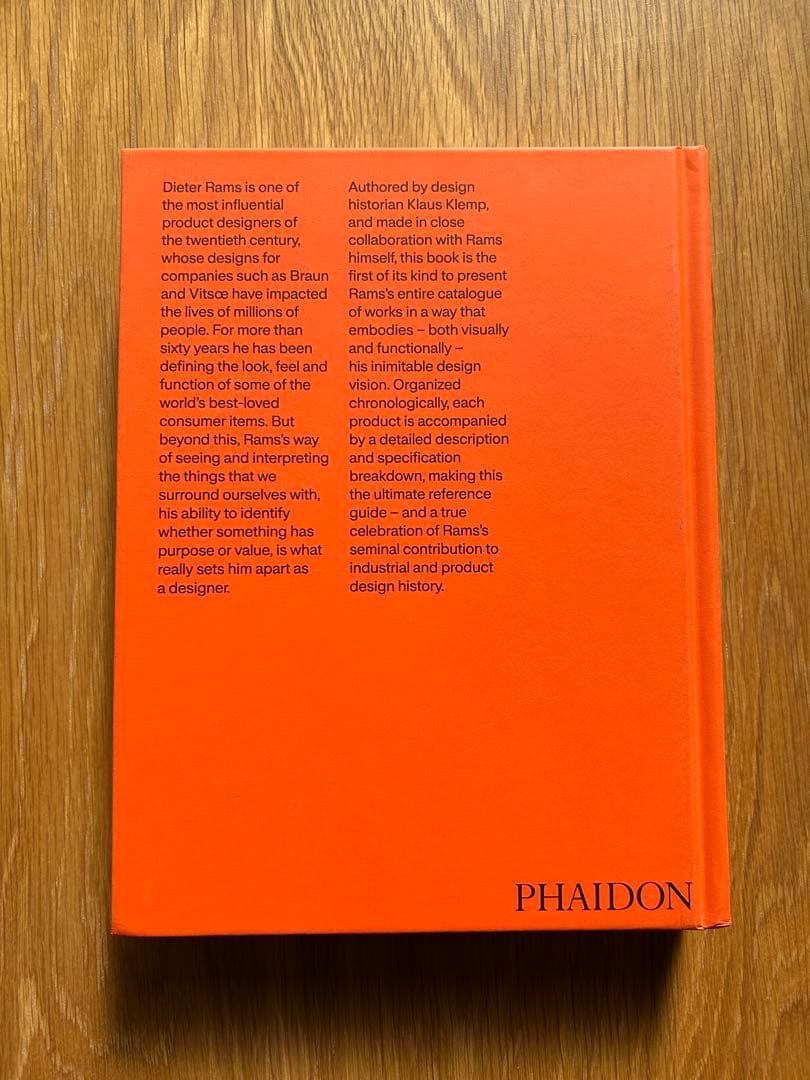 Dieter Rams is one of
the most influential
product designers of
the twentieth century,
whose designs for
companies such as Braun
and Vitsœ have impacted
the lives of millions of
people. For more than
sixty years he has been
defining the look, feel and
function of some of the
world's best-loved
consumer items. But
beyond this, Rams's way
of seeing and interpreting
the things that we
surround ourselves with,
his ability to identify
whether something has
purpose or value, is what
really sets him apart as
a designer.
Authored by design
historian Klaus Klemp,
and made in close
collaboration with Rams
himself, this book is the
first of its kind to present
Rams's entire catalogue
of works in a way that
embodies – both visually
and functionally –
his inimitable design
vision. Organized
chronologically, each
product is accompanied
by a detailed description
and specification
breakdown, making this
the ultimate reference
guide – and a true
celebration of Rams's
seminal contribution to
industrial and product
design history.
PHAIDON